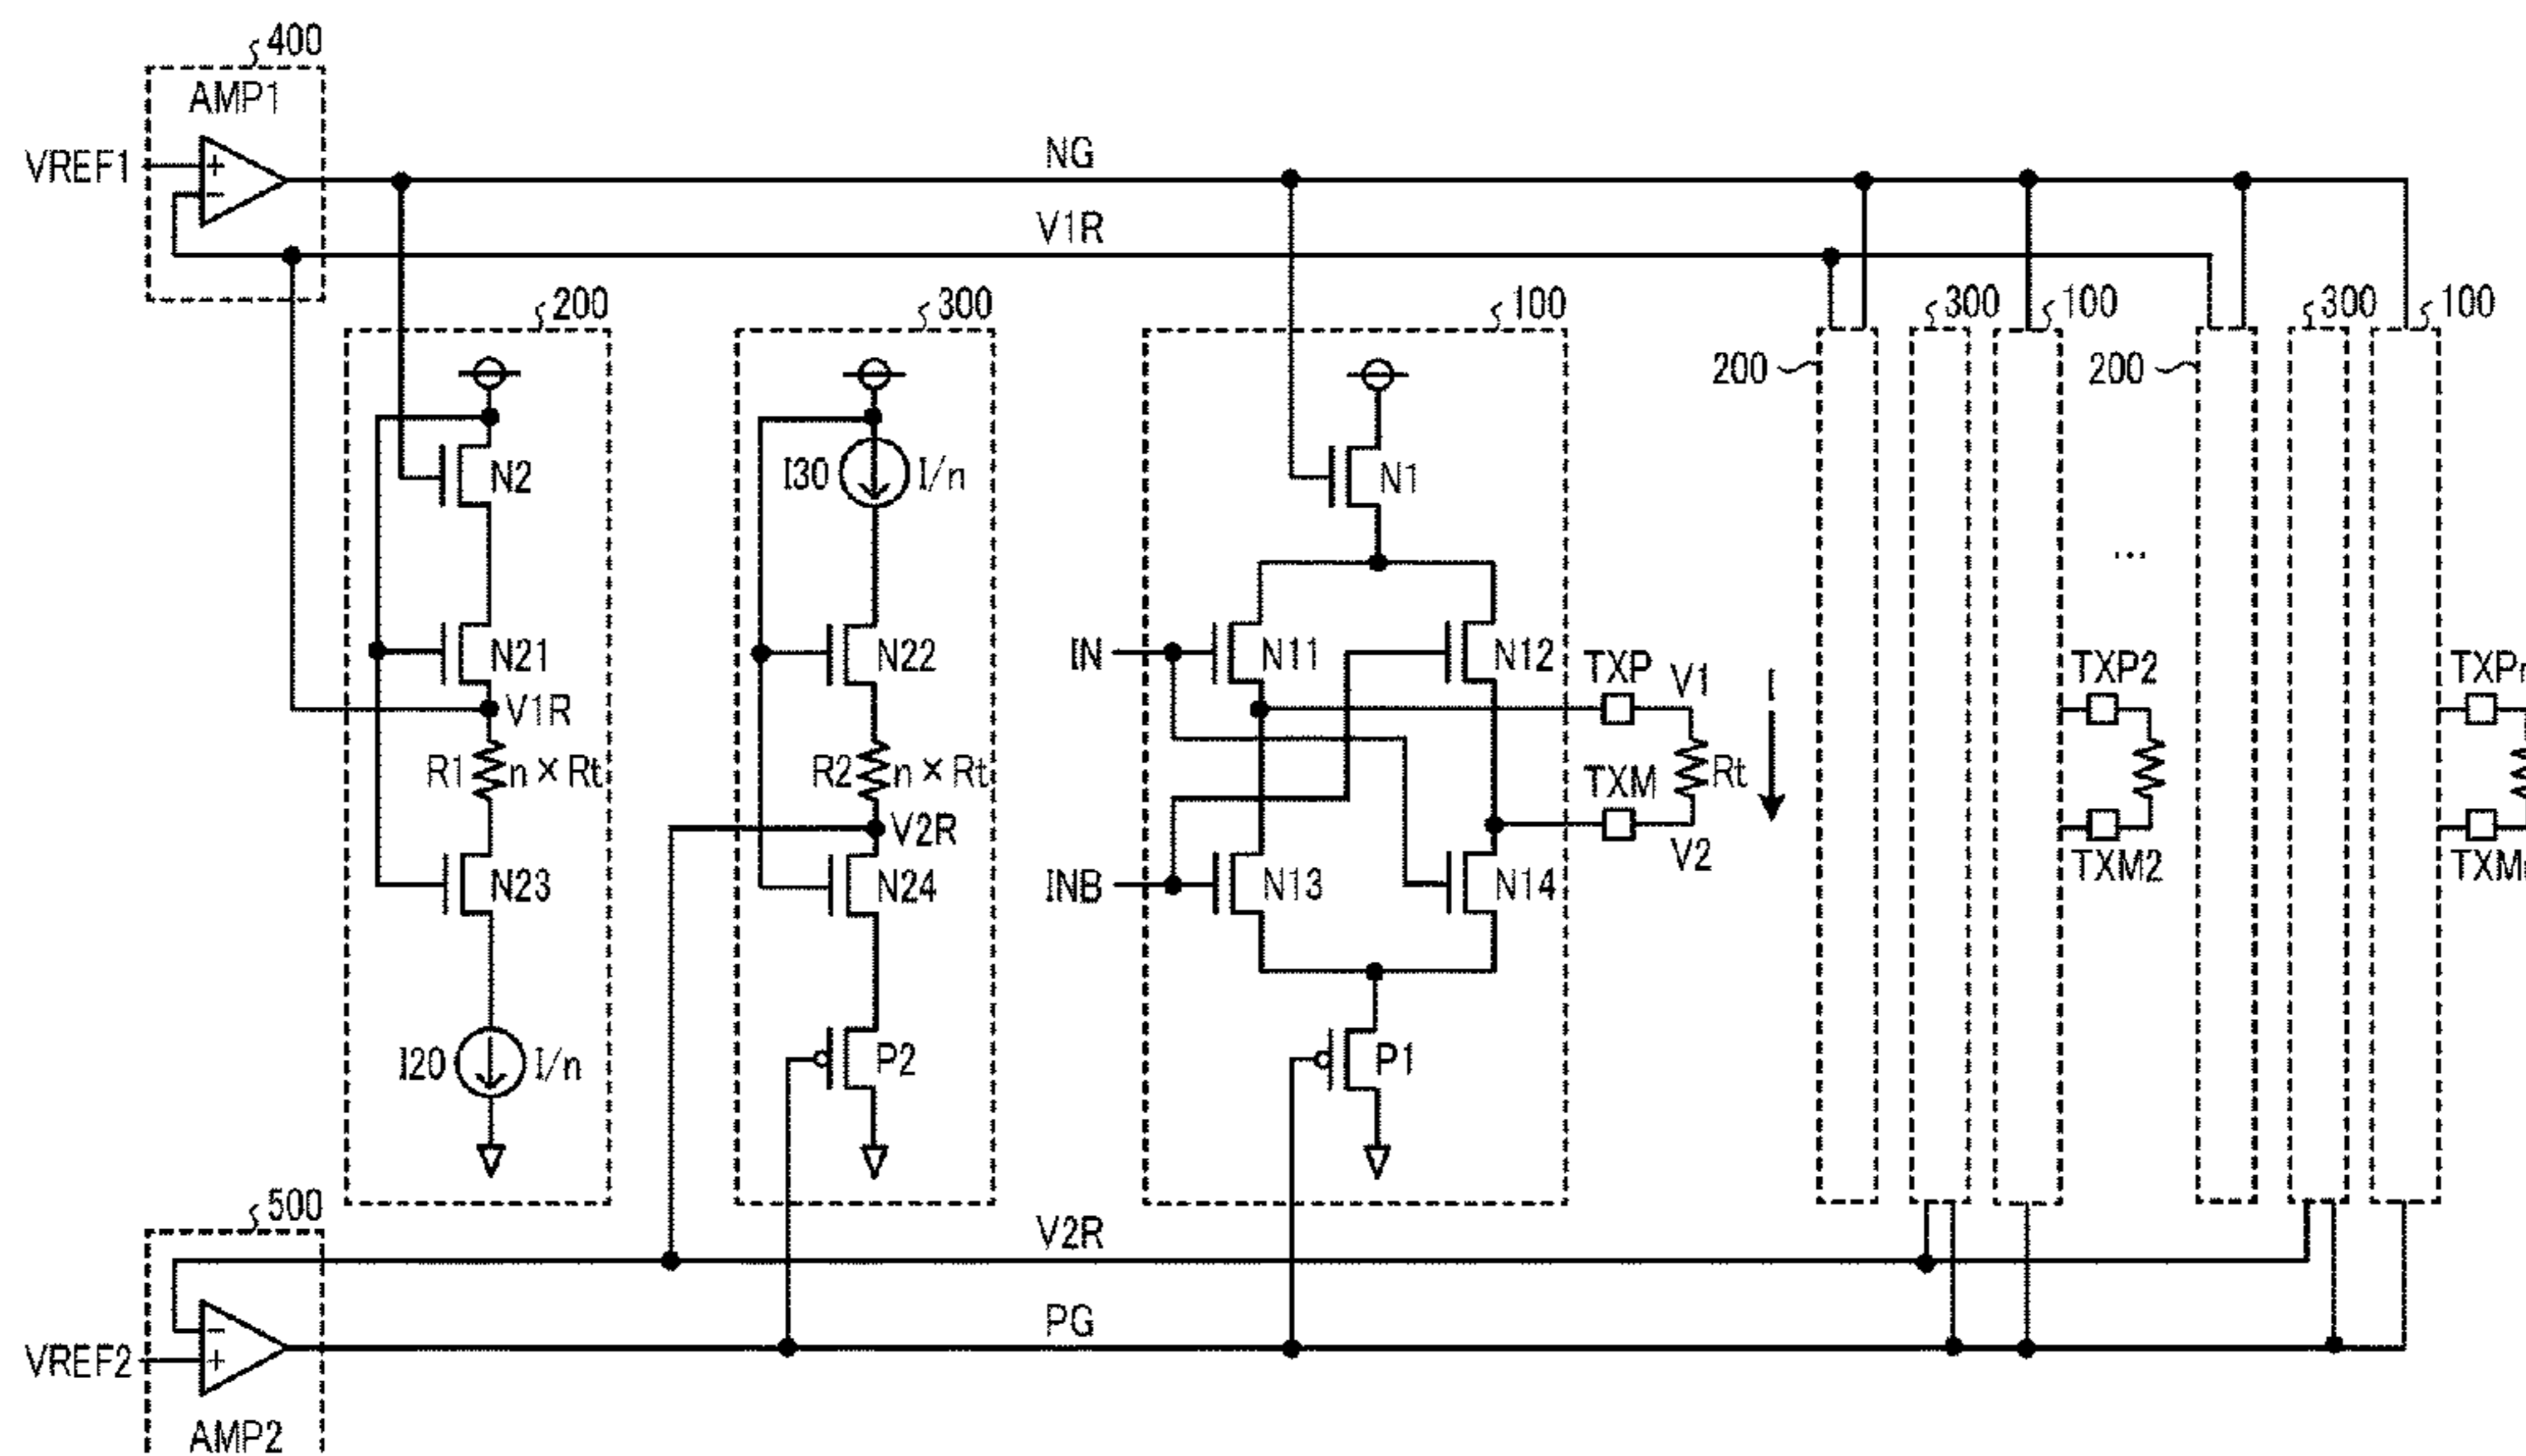 400
AMP1
VREF1
+
−
NG
V1R
200
300
100
300
100
300
100
200
200
N2
I30
I/n
N1
N21
N22
IN
N11
N12
TXP
V1
I
TXP2
...
V1R
R1
n × Rt
R2
n × Rt
TXM
Rt
V2R
V2
TXM2
N23
N24
INB
N13
N14
I20
I/n
P2
P1
500
V2R
−
+
PG
VREF2
AMP2